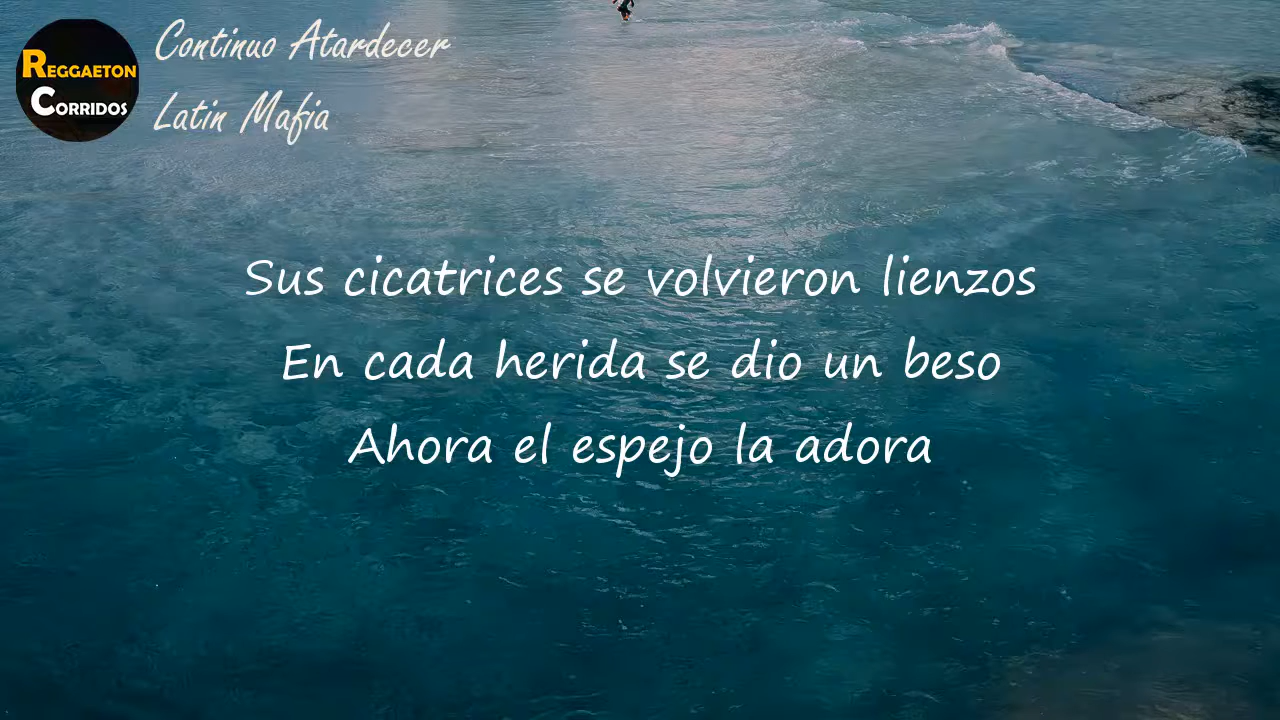 REGGAETON
CORRIDOS
Continuo Atardecer
Latin Mafia
Sus cicatrices se volvieron lienzos
En cada herida se dio un beso
Ahora el espejo la adora